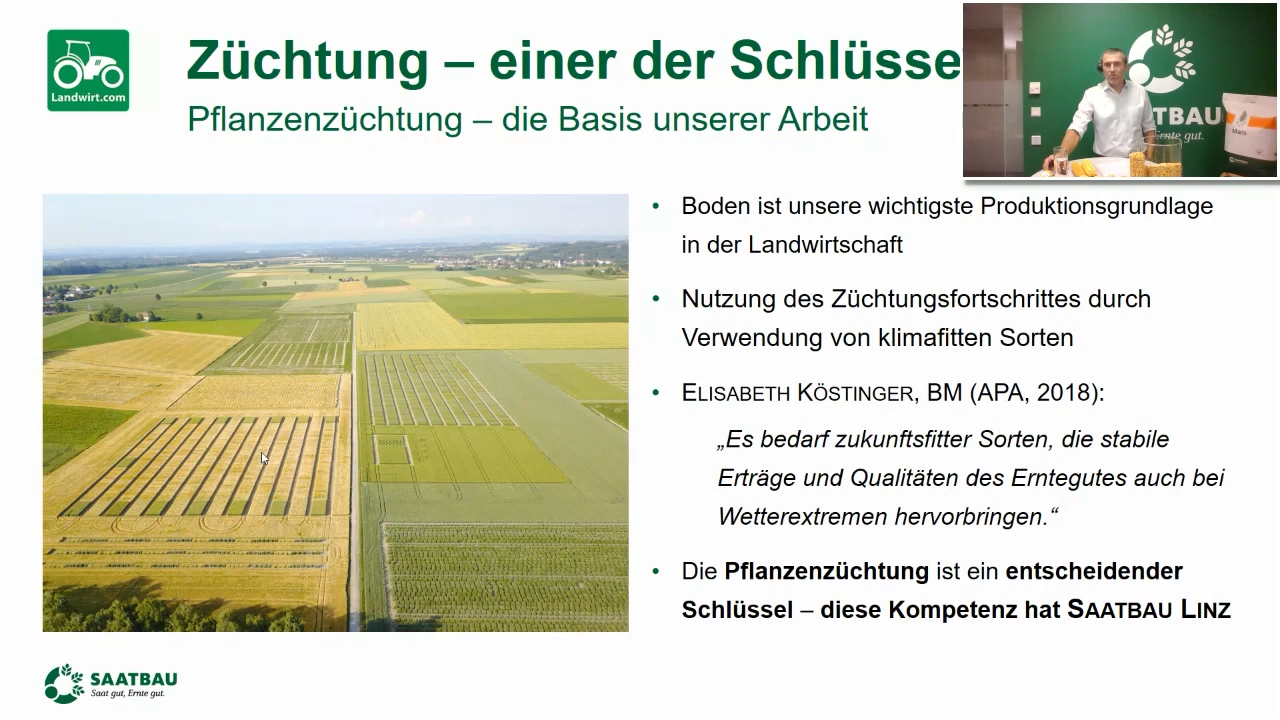 Landwirt.com
Züchtung – einer der Schlüsse
Pflanzenzüchtung – die Basis unserer Arbeit
ATBAU
Ernte gut.
Mais
Boden ist unsere wichtigste Produktionsgrundlage
in der Landwirtschaft
Nutzung des Züchtungsfortschrittes durch
Verwendung von klimafitten Sorten
ELISABETH KÖSTINGER, BM (APA, 2018):
„Es bedarf zukunftsfitter Sorten, die stabile
Erträge und Qualitäten des Erntegutes auch bei
Wetterextremen hervorbringen.“
Die Pflanzenzüchtung ist ein entscheidender
Schlüssel – diese Kompetenz hat SAATBAU LINZ
SAATBAU
Saat gut, Ernte gut.